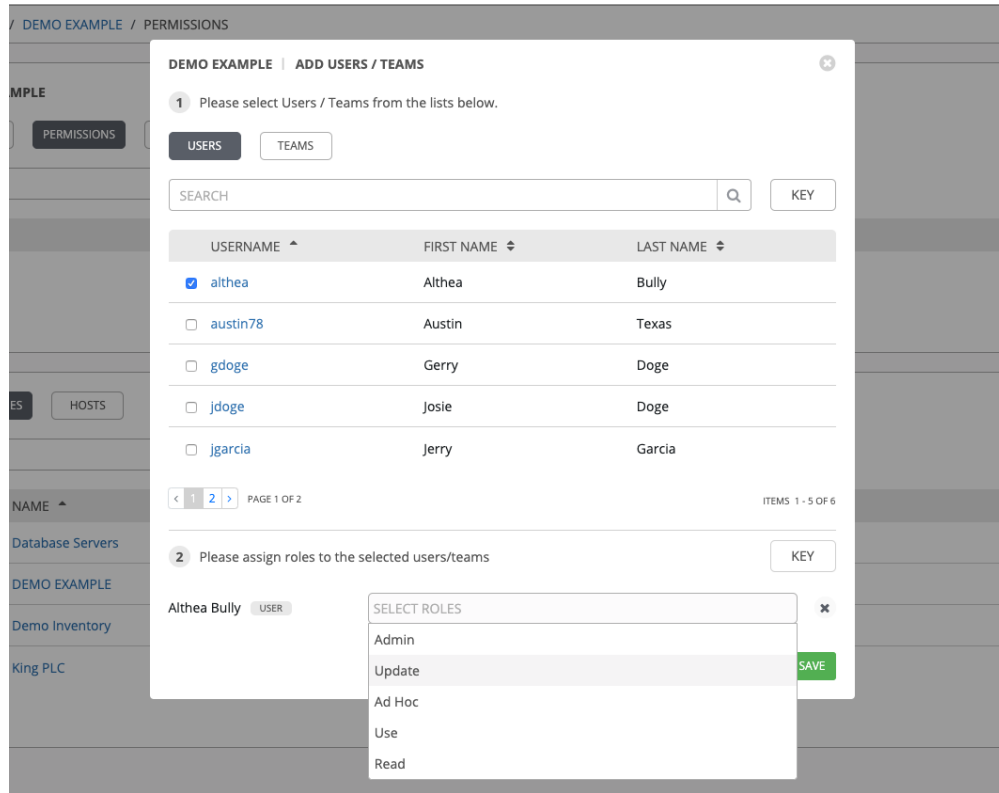 / DEMO EXAMPLE / PERMISSIONS
DEMO EXAMPLE | ADD USERS / TEAMS
MPLE
1 Please select Users / Teams from the lists below.
PERMISSIONS
USERS TEAMS
SEARCH KEY
USERNAME FIRST NAME LAST NAME
althea Althea Bully
austin78 Austin Texas
gdoge Gerry Doge
jdoge Josie Doge
ES HOSTS
jgarcia Jerry Garcia
< 1 2 > PAGE 1 OF 2 ITEMS 1 - 5 OF 6
NAME
Database Servers
2 Please assign roles to the selected users/teams KEY
DEMO EXAMPLE
Althea Bully USER SELECT ROLES
Demo Inventory
Admin
King PLC
Update SAVE
Ad Hoc
Use
Read